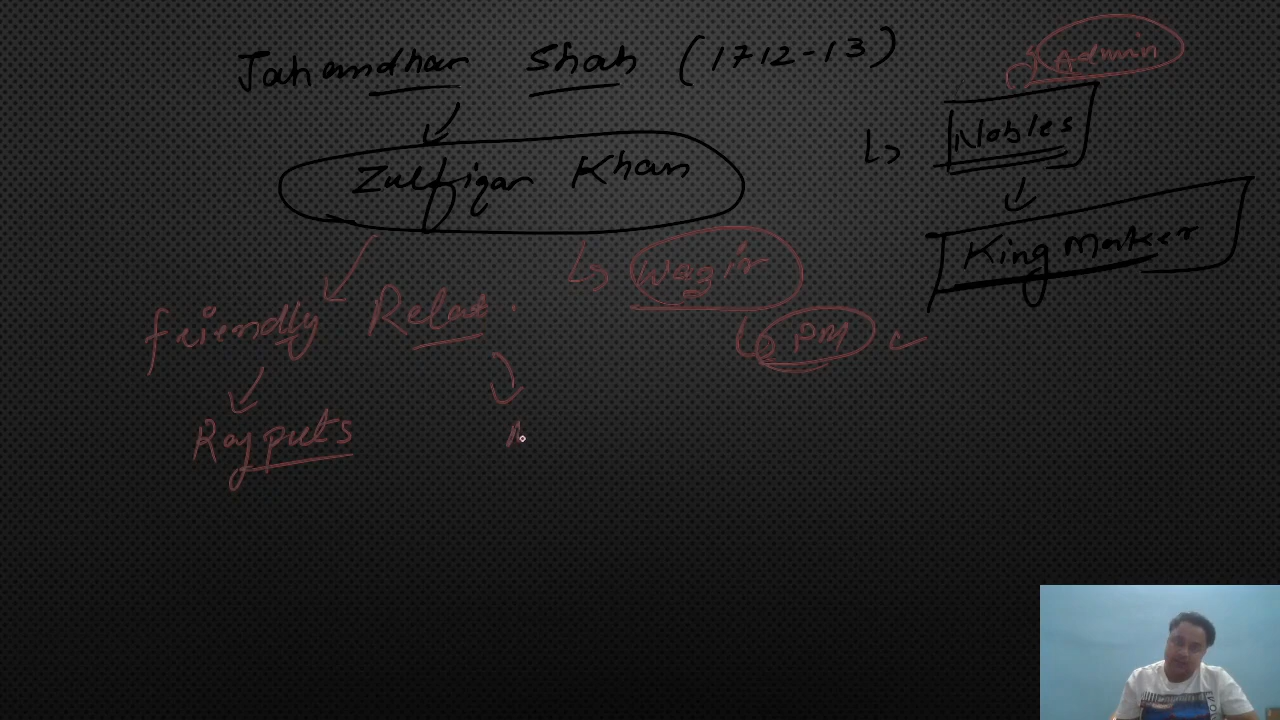 Jahandhar Shah (1712-13)
Admin
Nobles
Zulfiqar Khan
King Maker
Wazir
friendly Relat.
PM
Rajputs